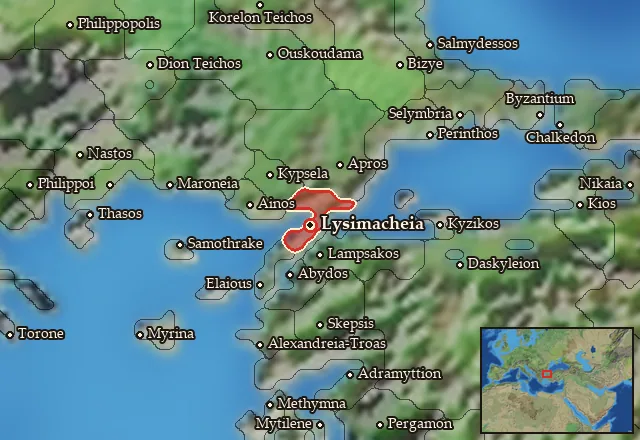 Philippopolis
Korelon Teichos
Salmydessos
Ouskoudama
Dion Teichos
Bizye
Byzantium
Selymbria
Perinthos
Chalkedon
Nastos
Apros
Kypsela
Philippoi
Maroneia
Nikaia
Ainos
Kios
Thasos
Lysimacheia
Kyzikos
Samothrake
Lampsakos
Daskyleion
Abydos
Elaious
Skepsis
Torone
Myrina
Alexandreia-Troas
Adramyttion
Methymna
Mytilene
Pergamon